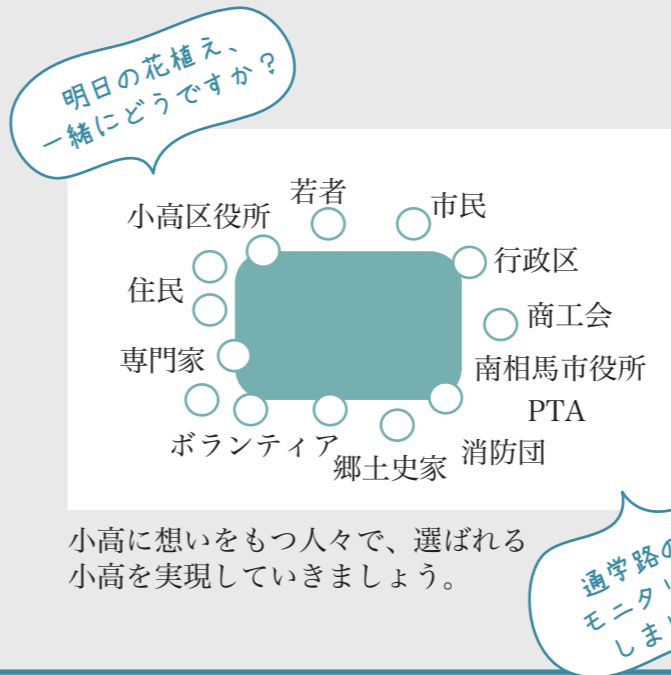 明日の花植え、
一緒にどうですか？
若者
市民
小高区役所
行政区
住民
商工会
専門家
南相馬市役所
PTA
ボランティア
消防団
郷土史家
小高に想いをもつ人々で、選ばれる
小高を実現していきましょう。
通学路の
モニタリ
しまし